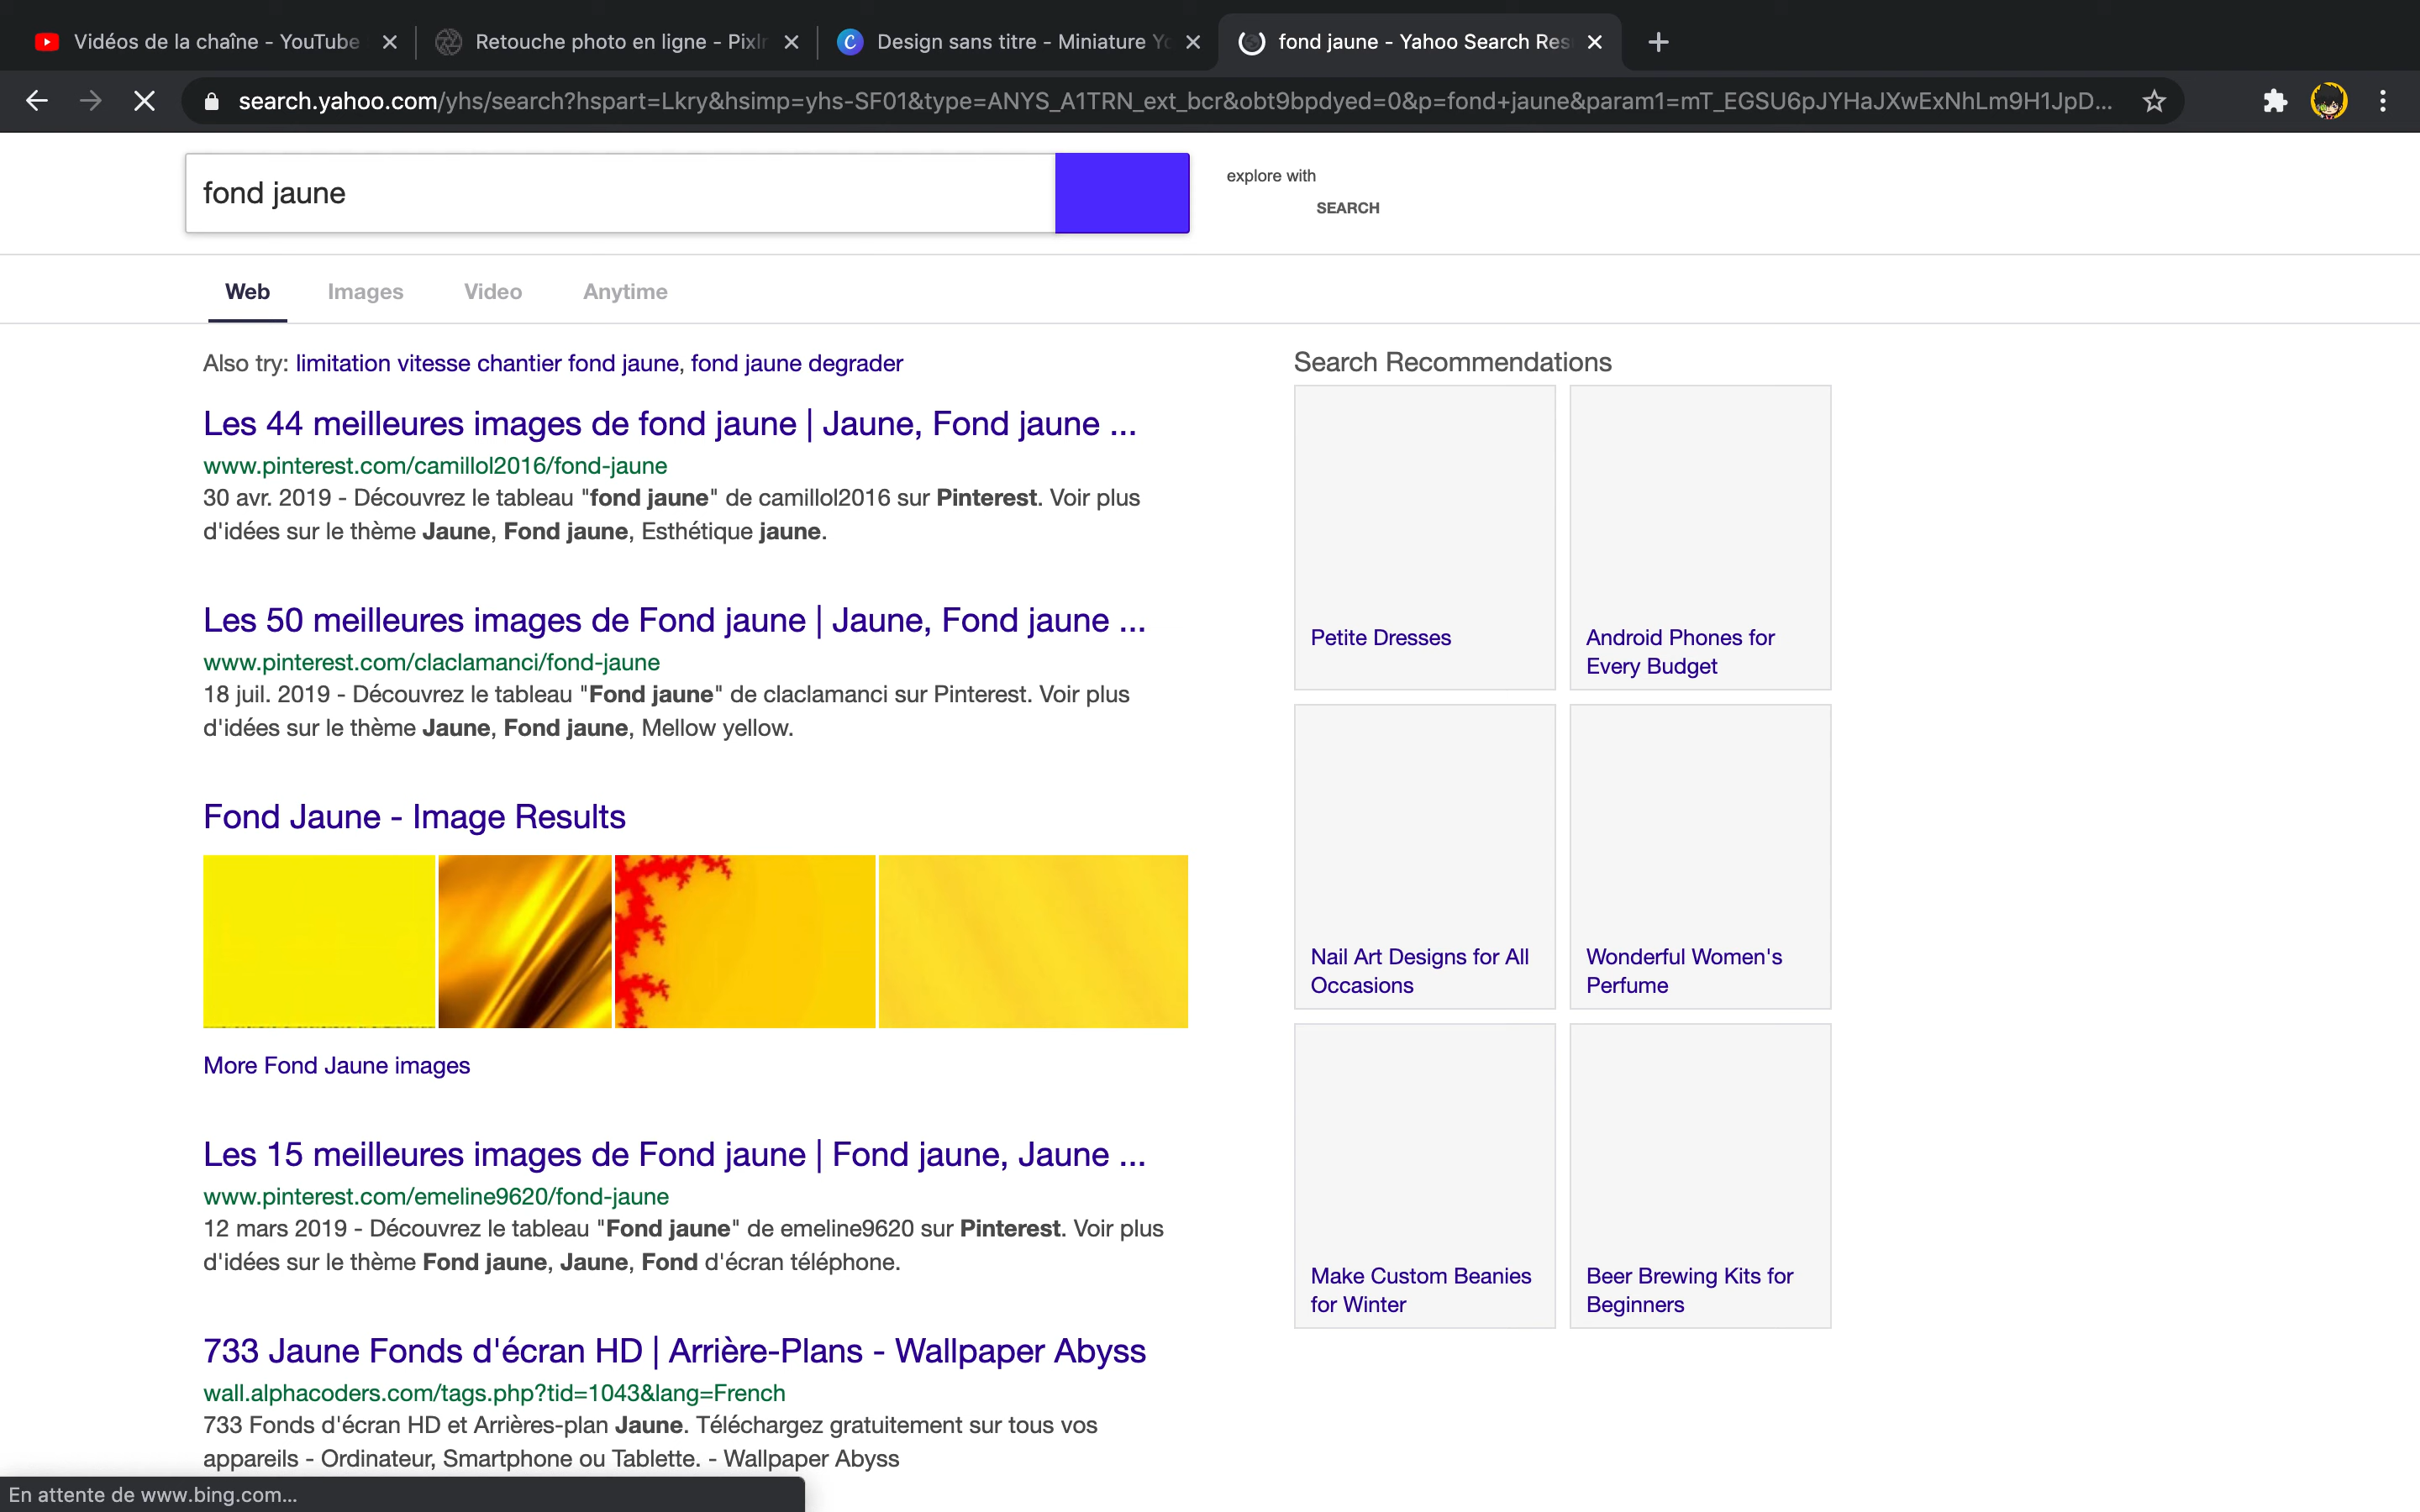 Vidéos de la chaîne - YouTube
Retouche photo en ligne - Pixlr
Design sans titre - Miniature Yo
fond jaune - Yahoo Search Res
search.yahoo.com/yhs/search?hspart=Lkry&hsimp=yhs-SF01&type=ANYS_A1TRN_ext_bcr&obt9bpdyed=0&p=fond+jaune&param1=mT_EGSU6pJYHaJXwExNhLm9H1JpD...
fond jaune
explore with
SEARCH
Web Images Video Anytime
Also try: limitation vitesse chantier fond jaune, fond jaune degrader
Les 44 meilleures images de fond jaune | Jaune, Fond jaune ...
www.pinterest.com/camillol2016/fond-jaune
30 avr. 2019 - Découvrez le tableau "fond jaune" de camillol2016 sur Pinterest. Voir plus
d'idées sur le thème Jaune, Fond jaune, Esthétique jaune.
Les 50 meilleures images de Fond jaune | Jaune, Fond jaune ...
www.pinterest.com/claclamanci/fond-jaune
18 juil. 2019 - Découvrez le tableau "Fond jaune" de claclamanci sur Pinterest. Voir plus
d'idées sur le thème Jaune, Fond jaune, Mellow yellow.
Fond Jaune - Image Results
More Fond Jaune images
Les 15 meilleures images de Fond jaune | Fond jaune, Jaune ...
www.pinterest.com/emeline9620/fond-jaune
12 mars 2019 - Découvrez le tableau "Fond jaune" de emeline9620 sur Pinterest. Voir plus
d'idées sur le thème Fond jaune, Jaune, Fond d'écran téléphone.
733 Jaune Fonds d'écran HD | Arrière-Plans - Wallpaper Abyss
wall.alphacoders.com/tags.php?tid=1043&lang=French
733 Fonds d'écran HD et Arrières-plan Jaune. Téléchargez gratuitement sur tous vos
appareils - Ordinateur, Smartphone ou Tablette. - Wallpaper Abyss
Search Recommendations
Petite Dresses
Android Phones for
Every Budget
Nail Art Designs for All
Occasions
Wonderful Women's
Perfume
Make Custom Beanies
for Winter
Beer Brewing Kits for
Beginners
En attente de www.bing.com...